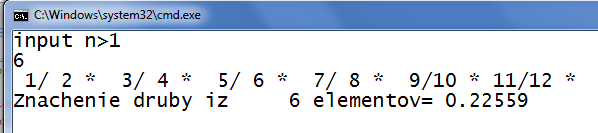 C:\Windows\system32\cmd.exe
input n>1
6
1/ 2 * 3/ 4 * 5/ 6 * 7/ 8 * 9/10 * 11/12 *
Znachenie druby iz 6 elementov= 0.22559